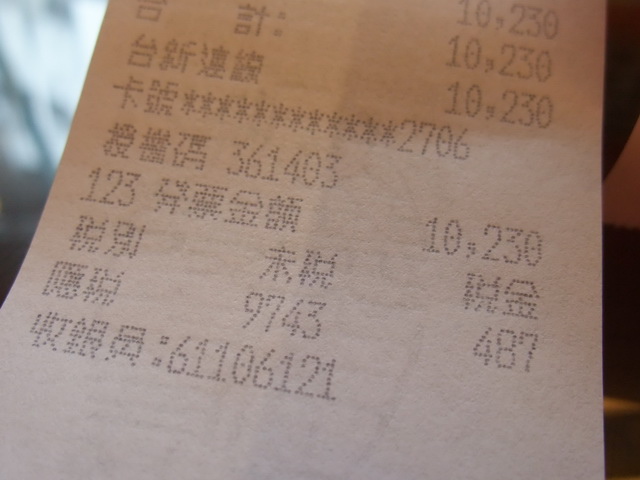 合 計: 10,230
台新連線 10,230
10,230
卡號************2706
授權碼 361403
123 發票金額 10,230
稅別 未稅 稅金
應稅 9743 487
收銀員:61106121